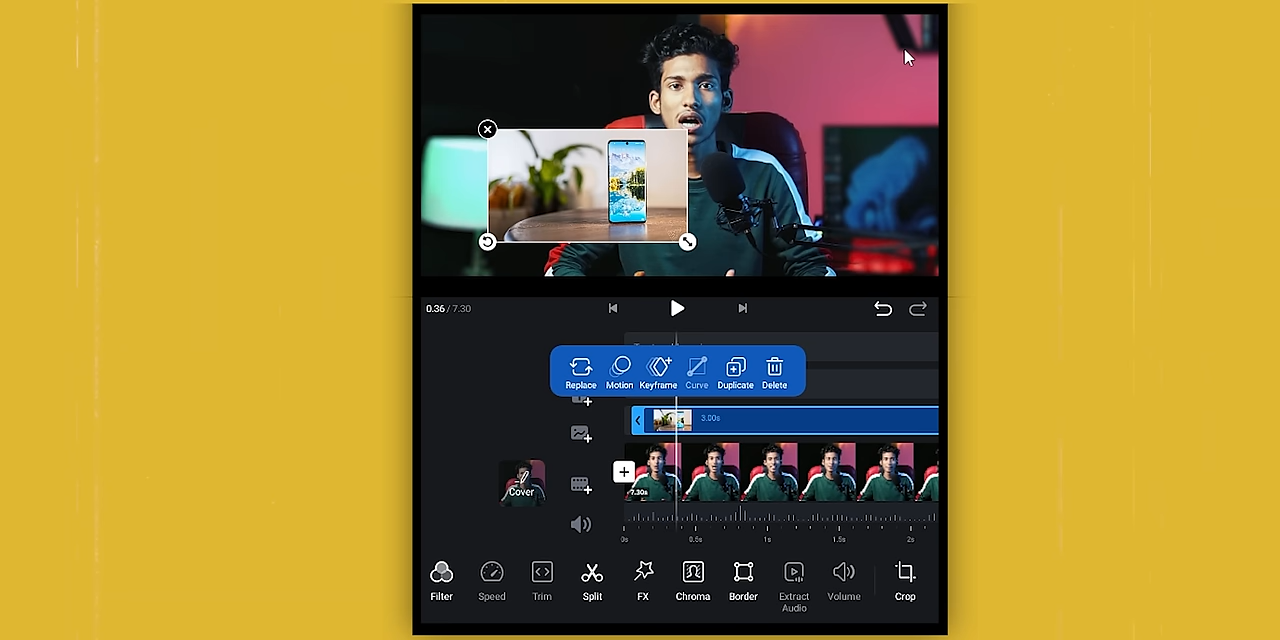 0.36 / 7.30
Replace Motion Keyframe Curve Duplicate Delete
3.00s
Cover
7.30s
0s 0.5s 1s 1.5s 2s
Filter Speed Trim Split FX Chroma Border Extract Audio Volume Crop